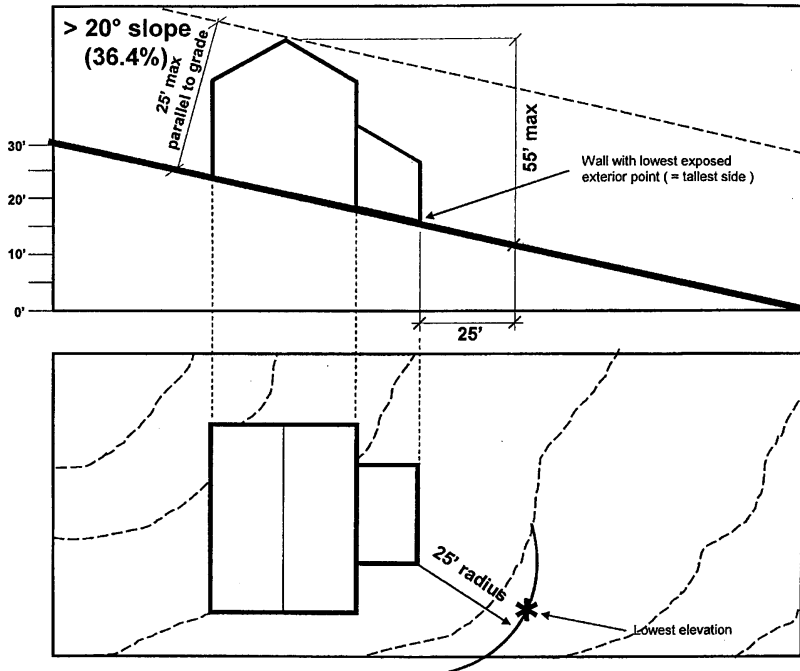 > 20° slope
(36.4%)
25' max
parallel to grade
55' max
30'
20'
10'
0'
Wall with lowest exposed
exterior point ( = tallest side )
25'
25' radius
Lowest elevation